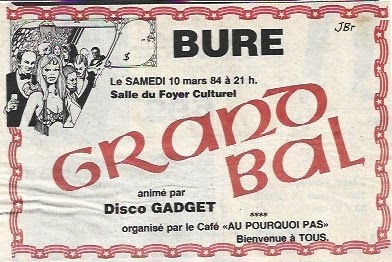 BURE
JBr
$
Le SAMEDI 10 mars 84 à 21 h.
Salle du Foyer Culturel
GRAND
BAL
animé par
Disco GADGET
****
organisé par le Café «AU POURQUOI PAS»
Bienvenue à TOUS.